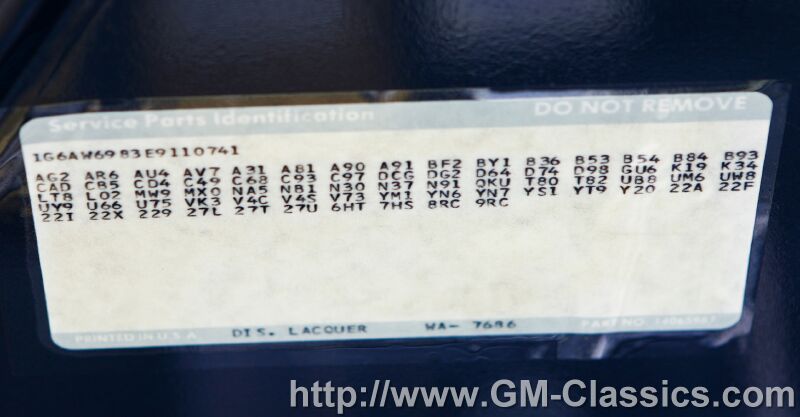 Service Parts Identification DO NOT REMOVE
1G6AW6983E9110741
AG2 AR6 AU4 AV7 A31 A81 A90 A91 BF2 BY1 B36 B53 B54 B84 B93
CAD CB5 CD4 C49 C68 C93 C97 DCG DG2 D64 D74 D98 GU6 K19 K34
LT8 L02 MW9 MX0 NA5 NB1 N30 N37 N91 QKU T80 T82 UB8 UM6 UW8
UY9 U66 U75 VK3 V4C V4S V73 YM1 YN6 YN7 YS1 YT9 Y20 22A 22F
22I 22X 229 27L 27T 27U 6HT 7HS 8RC 9RC
PRINTED IN U.S.A. DIS. LACQUER WA- 7686 PART NO.
http://www.GM-Classics.com